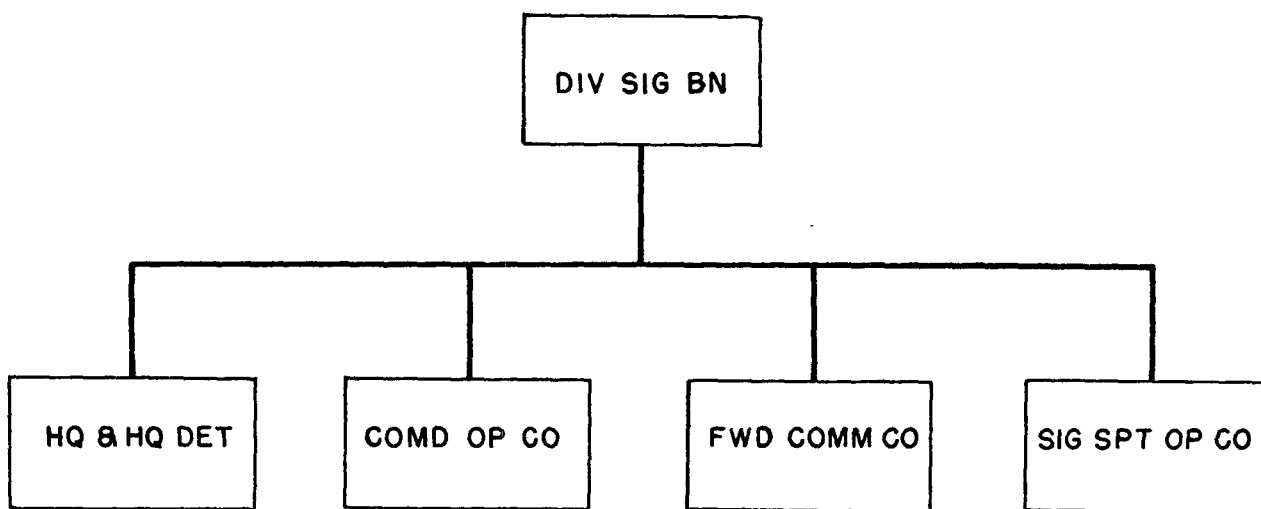 DIV SIG BN
HQ & HQ DET
COMD OP CO
FWD COMM CO
SIG SPT OP CO